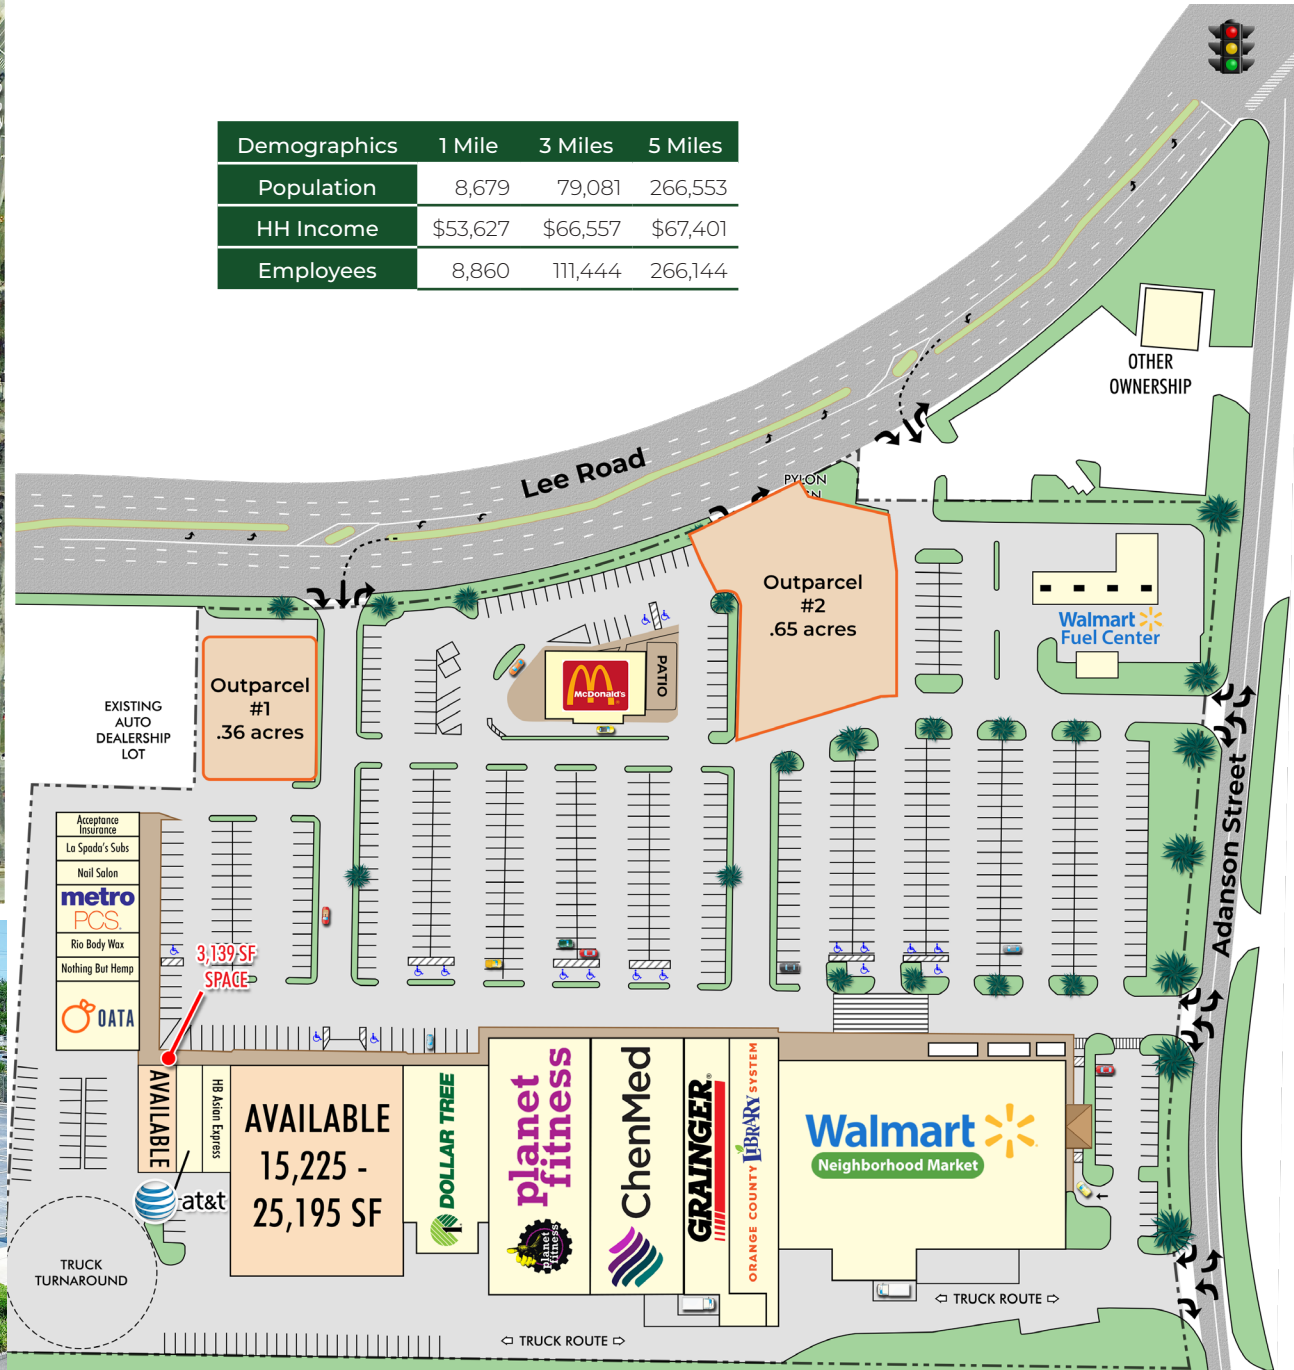 Demographics 1 Mile 3 Miles 5 Miles
Population 8,679 79,081 266,553
HH Income $53,627 $66,557 $67,401
Employees 8,860 111,444 266,144
OTHER
OWNERSHIP
Lee Road
PYLON
Outparcel
#2
.65 acres
Walmart
Fuel Center
Outparcel
#1
.36 acres
EXISTING
AUTO
DEALERSHIP
LOT
McDonald's
PATIO
Adanson Street
Acceptance
Insurance
La Spada's Subs
Nail Salon
metro
PCS.
Rio Body Wax
Nothing But Hemp
OATA
3,139 SF
SPACE
AVAILABLE
HB Asian Express
at&t
AVAILABLE
15,225 -
25,195 SF
DOLLAR TREE
planet
fitness
planet
fitness
ChenMed
GRAINGER
ORANGE COUNTY LIBRARY SYSTEM
Walmart
Neighborhood Market
TRUCK
TURNAROUND
TRUCK ROUTE
TRUCK ROUTE